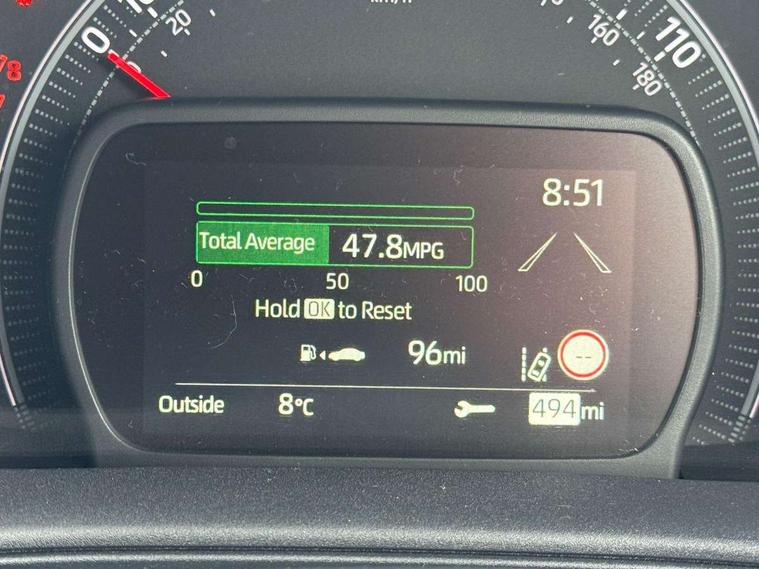 0
20
160
110
180
8:51
Total Average 47.8MPG
0 50 100
Hold OK to Reset
96mi
--
Outside 8°C 494mi